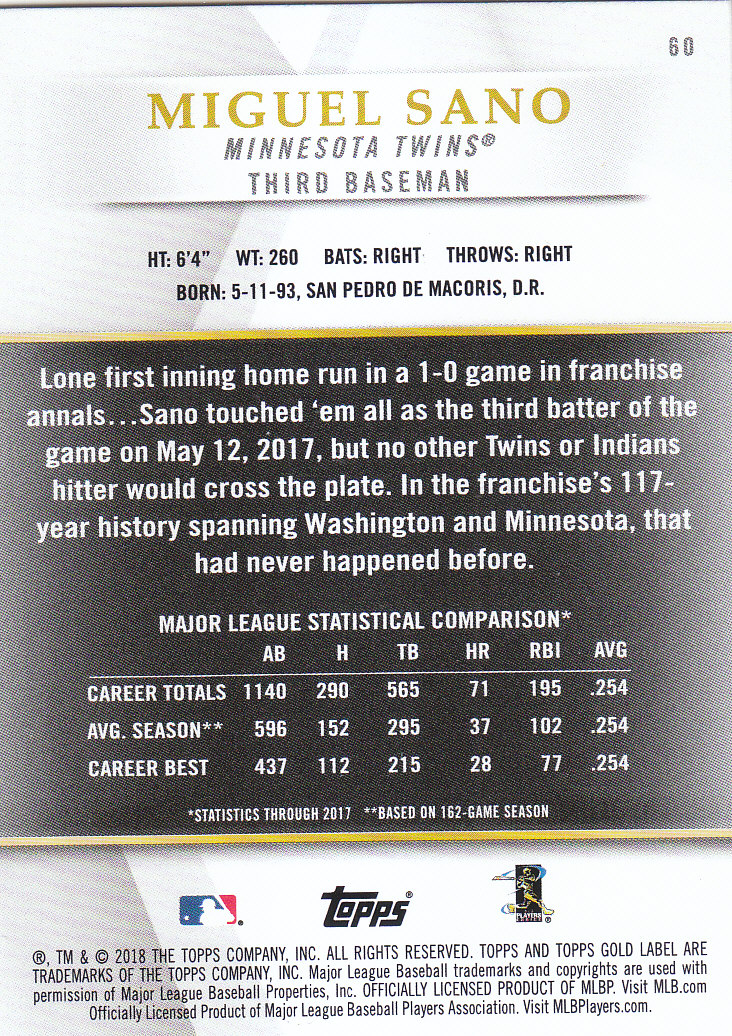 60
MIGUEL SANO
MINNESOTA TWINS®
THIRD BASEMAN
HT: 6'4" WT: 260 BATS: RIGHT THROWS: RIGHT
BORN: 5-11-93, SAN PEDRO DE MACORIS, D.R.
Lone first inning home run in a 1-0 game in franchise
annals...Sano touched 'em all as the third batter of the
game on May 12, 2017, but no other Twins or Indians
hitter would cross the plate. In the franchise's 117-
year history spanning Washington and Minnesota, that
had never happened before.
MAJOR LEAGUE STATISTICAL COMPARISON*
AB H TB HR RBI AVG
CAREER TOTALS 1140 290 565 71 195 .254
AVG. SEASON** 596 152 295 37 102 .254
CAREER BEST 437 112 215 28 77 .254
*STATISTICS THROUGH 2017 **BASED ON 162-GAME SEASON
topps®
PLAYERS
®, TM & © 2018 THE TOPPS COMPANY, INC. ALL RIGHTS RESERVED. TOPPS AND TOPPS GOLD LABEL ARE
TRADEMARKS OF THE TOPPS COMPANY, INC. Major League Baseball trademarks and copyrights are used with
permission of Major League Baseball Properties, Inc. OFFICIALLY LICENSED PRODUCT OF MLBP. Visit MLB.com
Officially Licensed Product of Major League Baseball Players Association. Visit MLBPlayers.com.